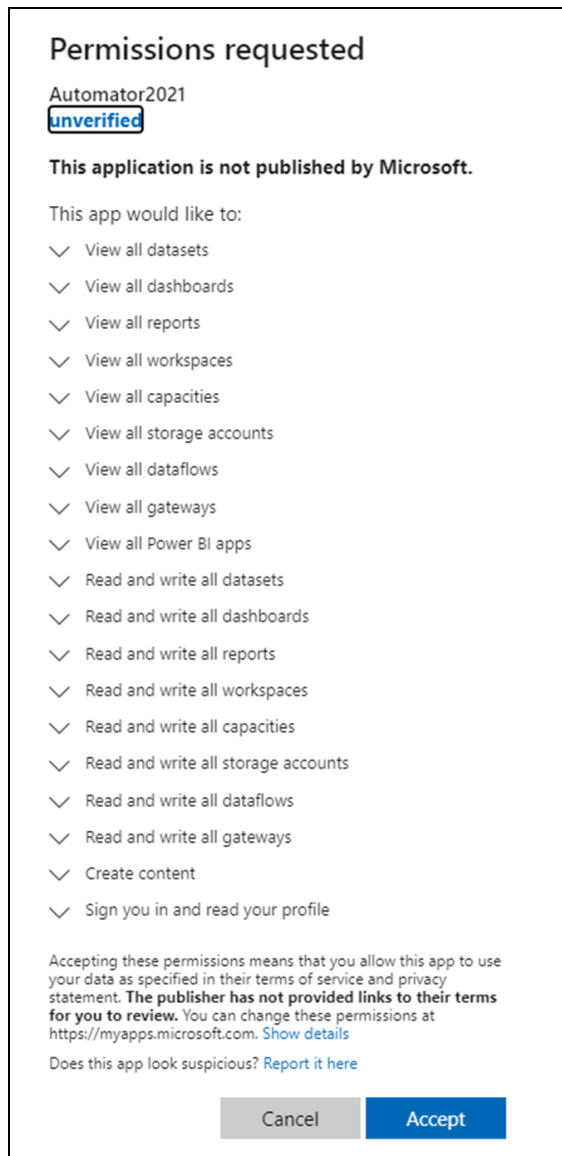 Permissions requested
Automator2021
unverified
This application is not published by Microsoft.
This app would like to:
View all datasets
View all dashboards
View all reports
View all workspaces
View all capacities
View all storage accounts
View all dataflows
View all gateways
View all Power BI apps
Read and write all datasets
Read and write all dashboards
Read and write all reports
Read and write all workspaces
Read and write all capacities
Read and write all storage accounts
Read and write all dataflows
Read and write all gateways
Create content
Sign you in and read your profile
Accepting these permissions means that you allow this app to use
your data as specified in their terms of service and privacy
statement. The publisher has not provided links to their terms
for you to review. You can change these permissions at
https://myapps.microsoft.com. Show details
Does this app look suspicious? Report it here
Cancel Accept